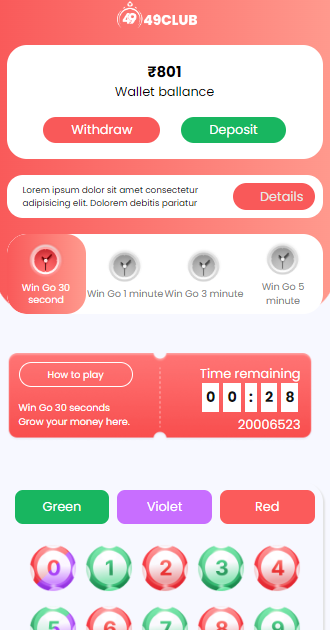 49 49CLUB
₹801
Wallet ballance
Withdraw Deposit
Lorem ipsum dolor sit amet consectetur
adipisicing elit. Dolorem debitis pariatur
Details
Win Go 30
second
Win Go 1 minute
Win Go 3 minute
Win Go 5
minute
How to play
Win Go 30 seconds
Grow your money here.
Time remaining
0 0 : 2 8
20006523
Green Violet Red
0 1 2 3 4
5 6 7 8 9